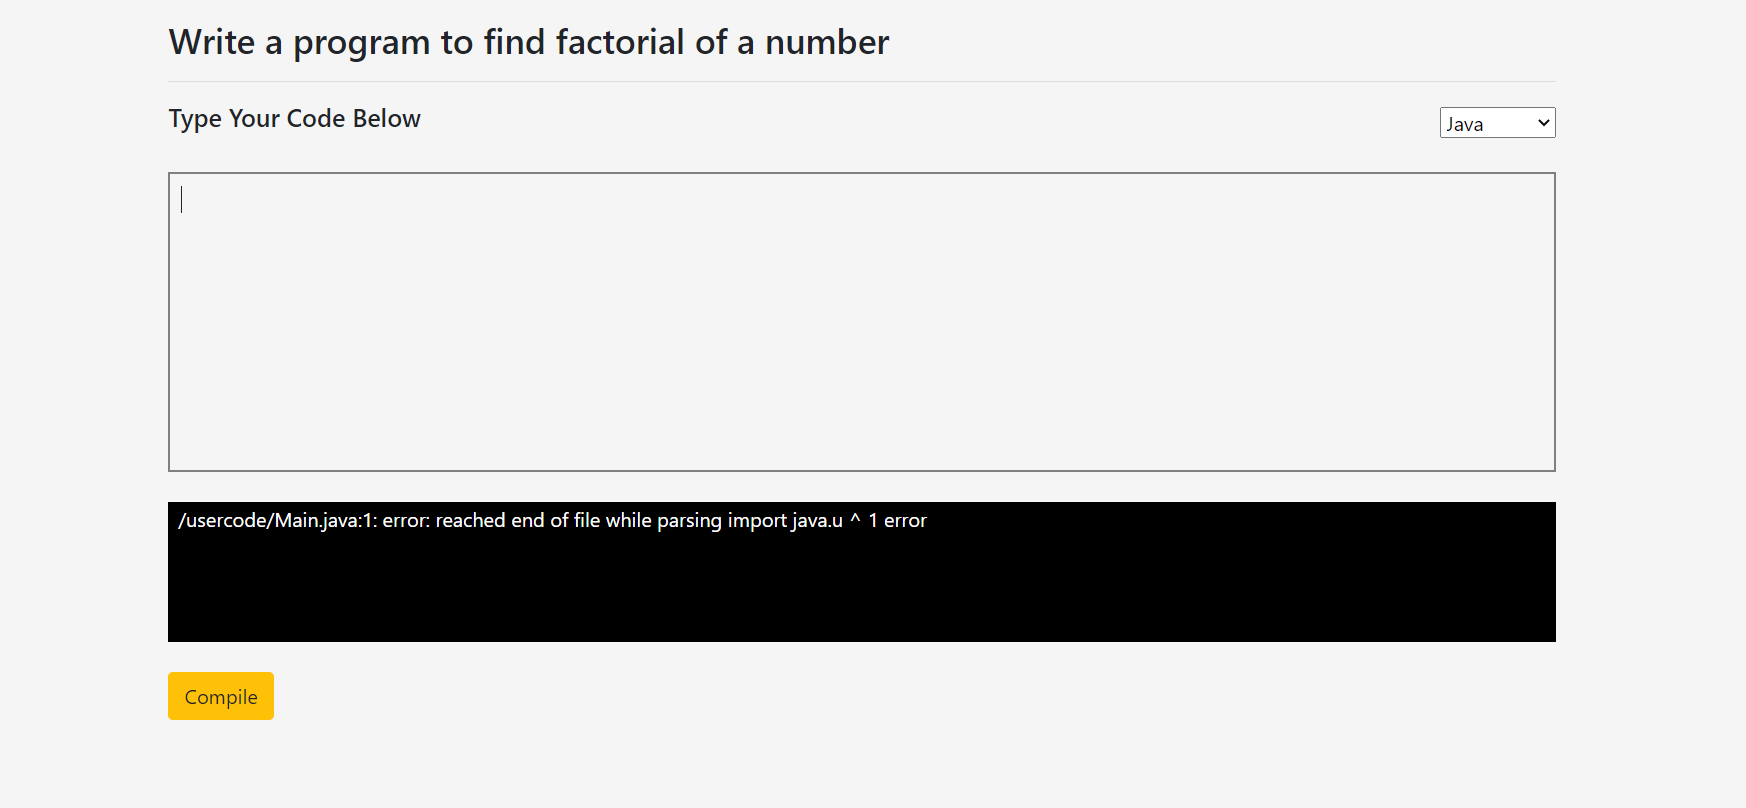 Write a program to find factorial of a number
Type Your Code Below
Java
/usercode/Main.java:1: error: reached end of file while parsing import java.u ^ 1 error
Compile